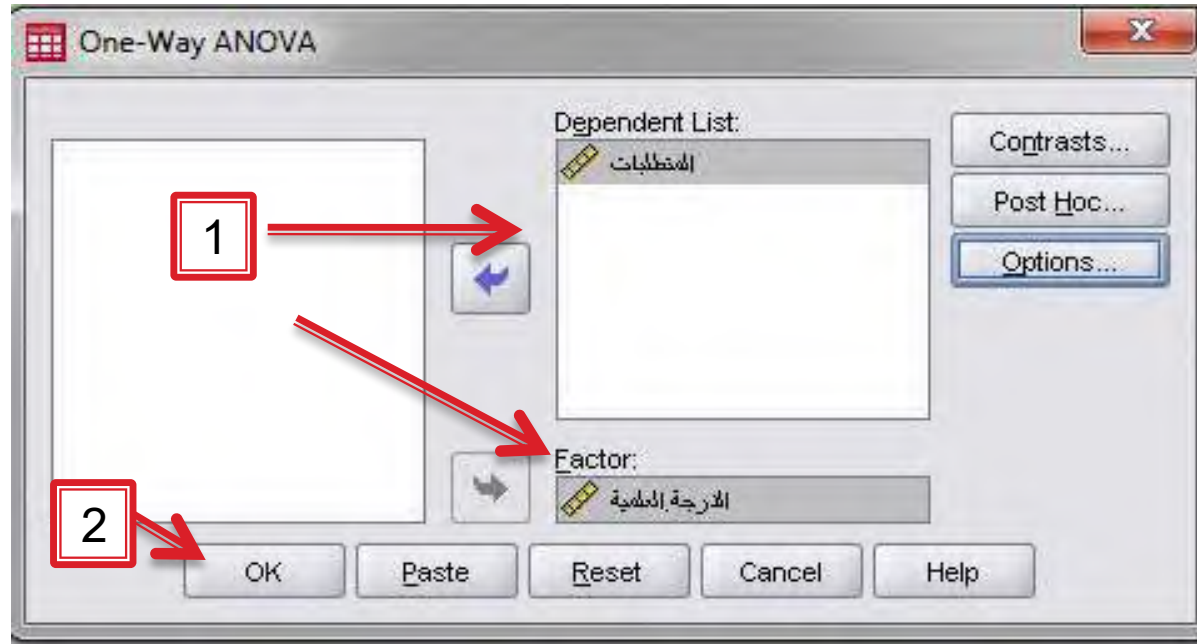 One-Way ANOVA
Dependent List:
المتطلبات
Contrasts...
Post Hoc...
Options...
1
Factor:
الدرجة العلمية
2
OK
Paste
Reset
Cancel
Help